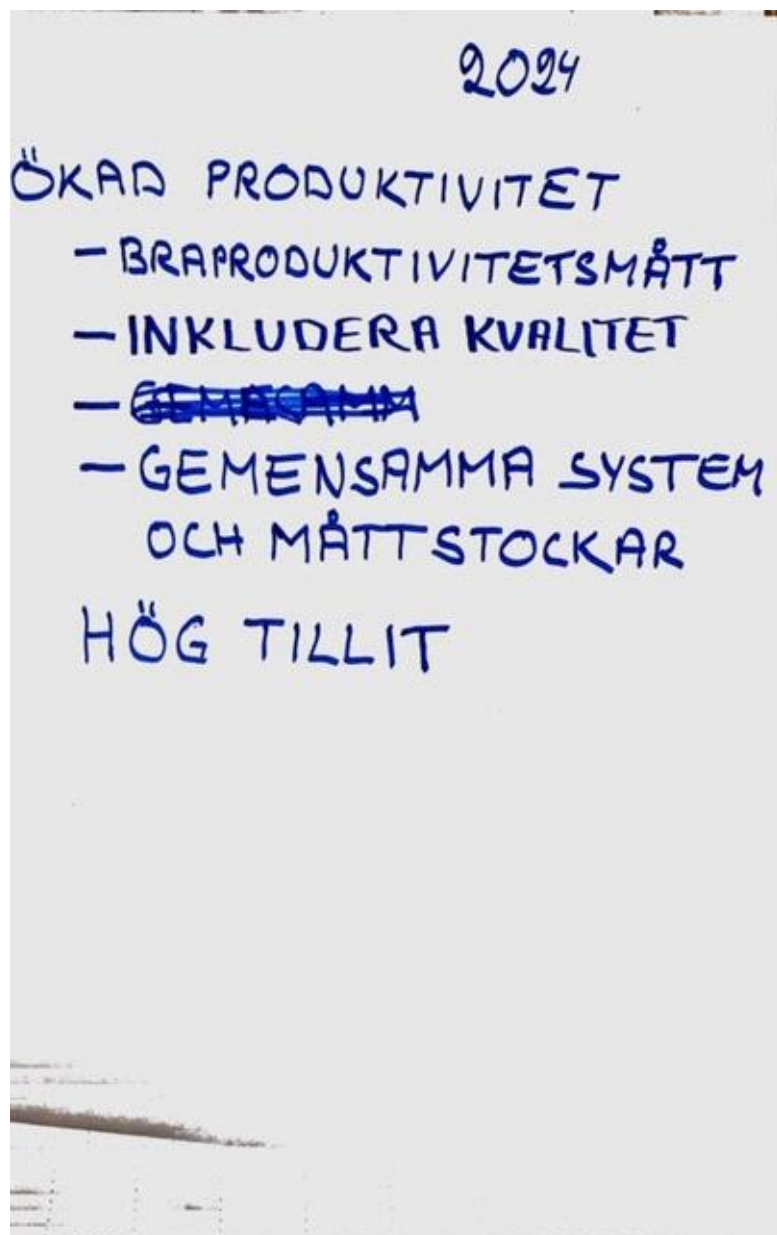 2024
ÖKAD PRODUKTIVITET
- BRAPRODUKTIVITETSMÅTT
- INKLUDERA KVALITET
-
- GEMENSAMMA SYSTEM
OCH MÅTTSTOCKAR
HÖG TILLIT